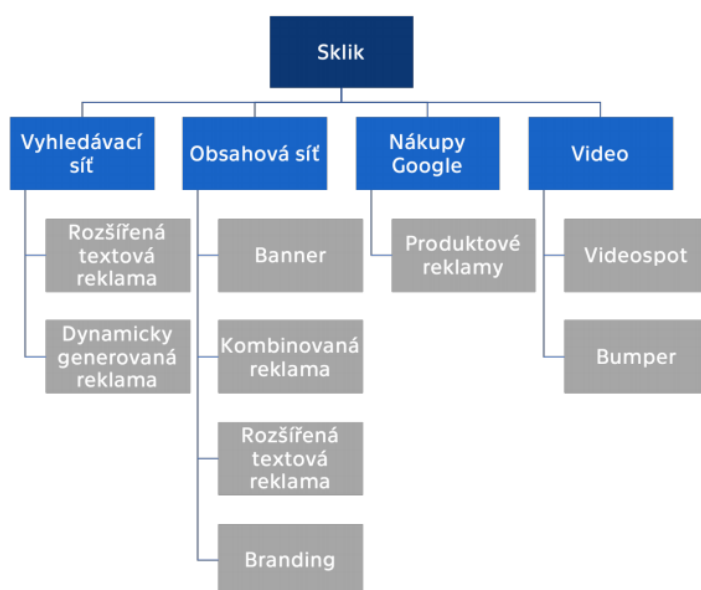 Sklik
Vyhledávací
síť
Obsahová síť
Nákupy
Google
Video
Rozšířená
textová
reklama
Banner
Produktové
reklamy
Videospot
Dynamicky
generovaná
reklama
Kombinovaná
reklama
Bumper
Rozšířená
textová
reklama
Branding